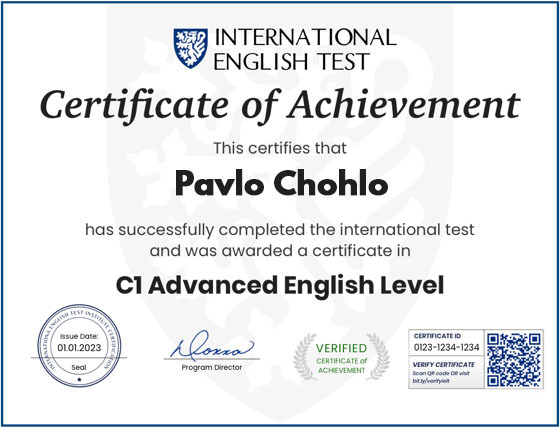 INTERNATIONAL
ENGLISH TEST
Certificate of Achievement
This certifies that
Pavlo Chohlo
has successfully completed the international test
and was awarded a certificate in
C1 Advanced English Level
INTERNATIONAL ENGLISH TEST INSTITUTE CERTIFICATION
Issue Date:
01.01.2023
Seal
Donna
Program Director
VERIFIED
CERTIFICATE of
ACHIEVEMENT
CERTIFICATE ID
0123-1234-1234
VERIFY CERTIFICATE
Scan QR code OR visit
bit.ly/verifyielt